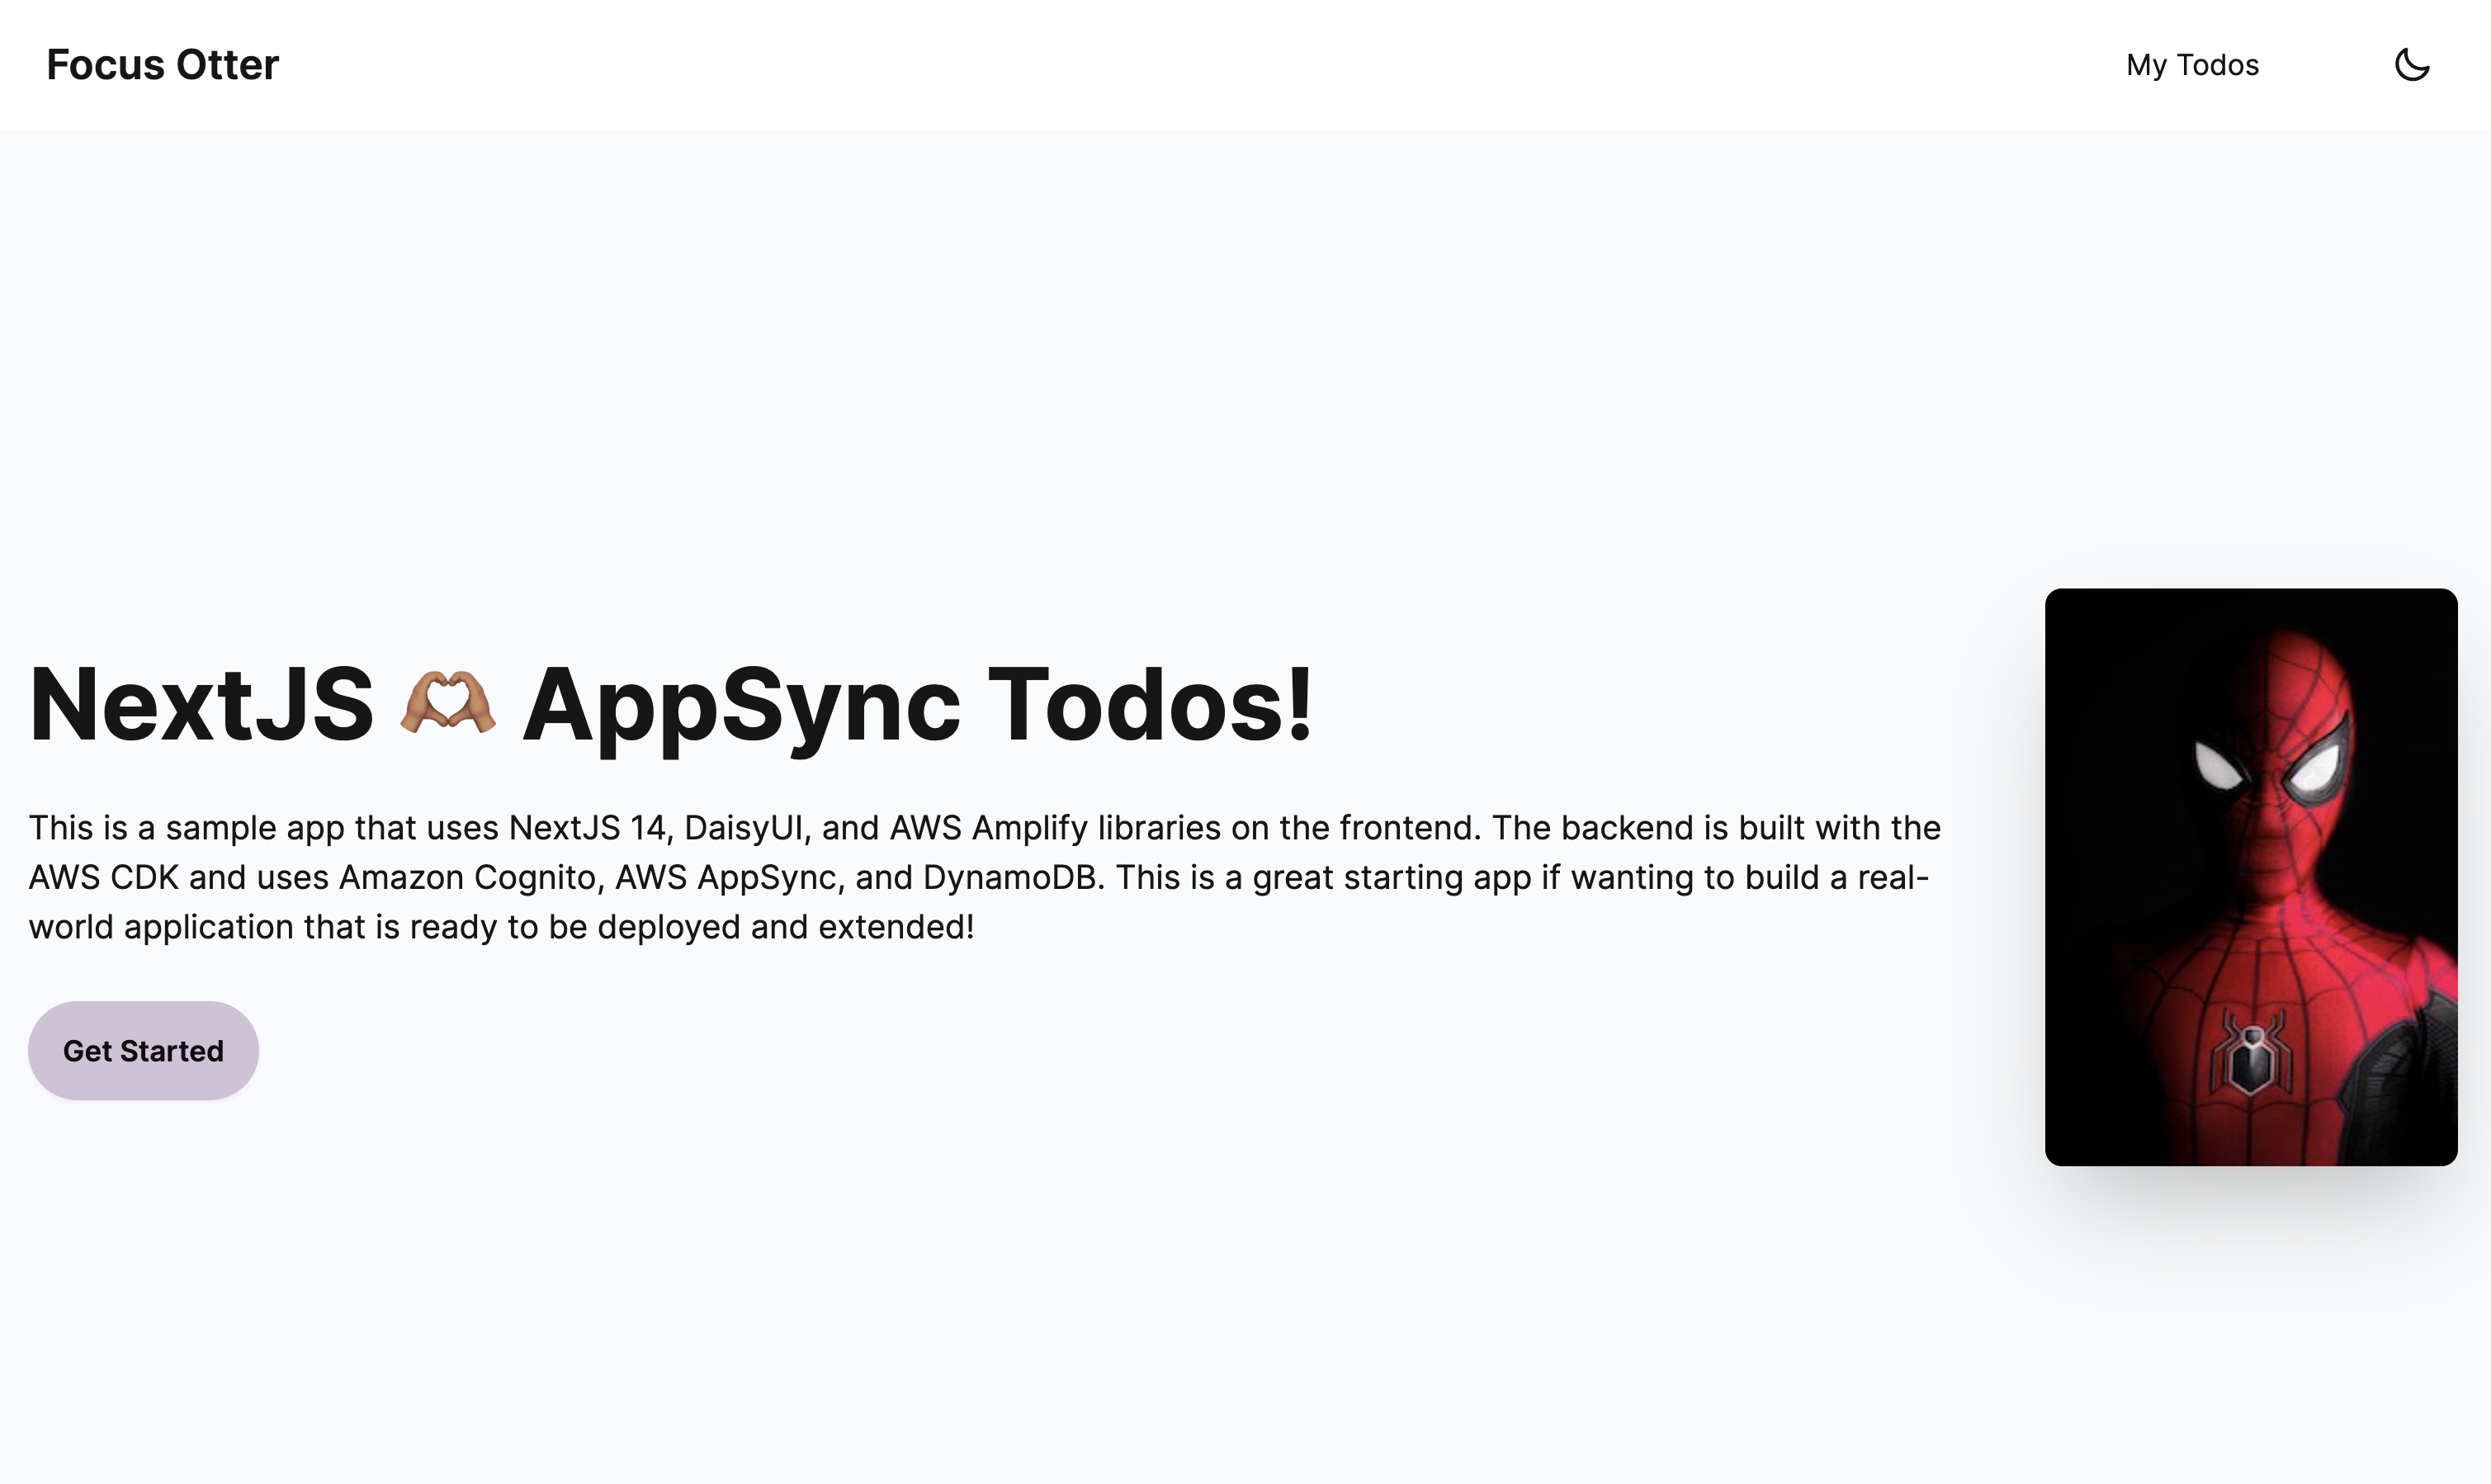 Focus Otter
My Todos
NextJS 🫶🏽 AppSync Todos!
This is a sample app that uses NextJS 14, DaisyUI, and AWS Amplify libraries on the frontend. The backend is built with the
AWS CDK and uses Amazon Cognito, AWS AppSync, and DynamoDB. This is a great starting app if wanting to build a real-
world application that is ready to be deployed and extended!
Get Started